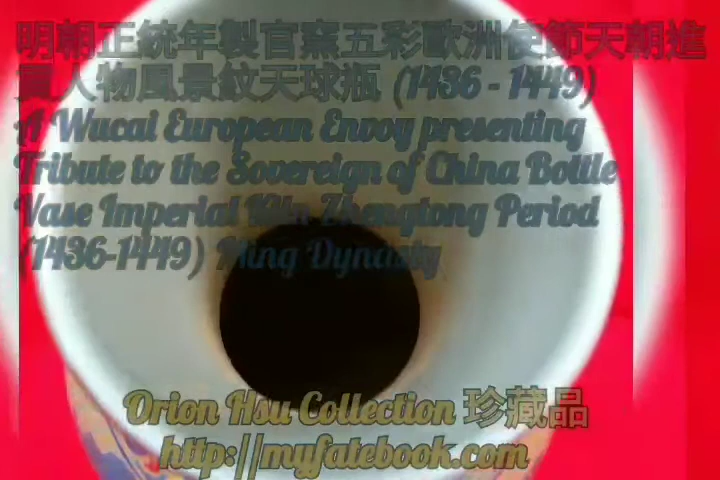 明朝正統年製官窯五彩歐洲使節天朝進
貢人物風景紋天球瓶 (1436 - 1449)
A Wucai European Envoy presenting
Tribute to the Sovereign of China Bottle
Vase Imperial Kiln Zhengtong Period
(1436-1449) Ming Dynasty
Orion Hsu Collection 珍藏品
http://myfatebook.com